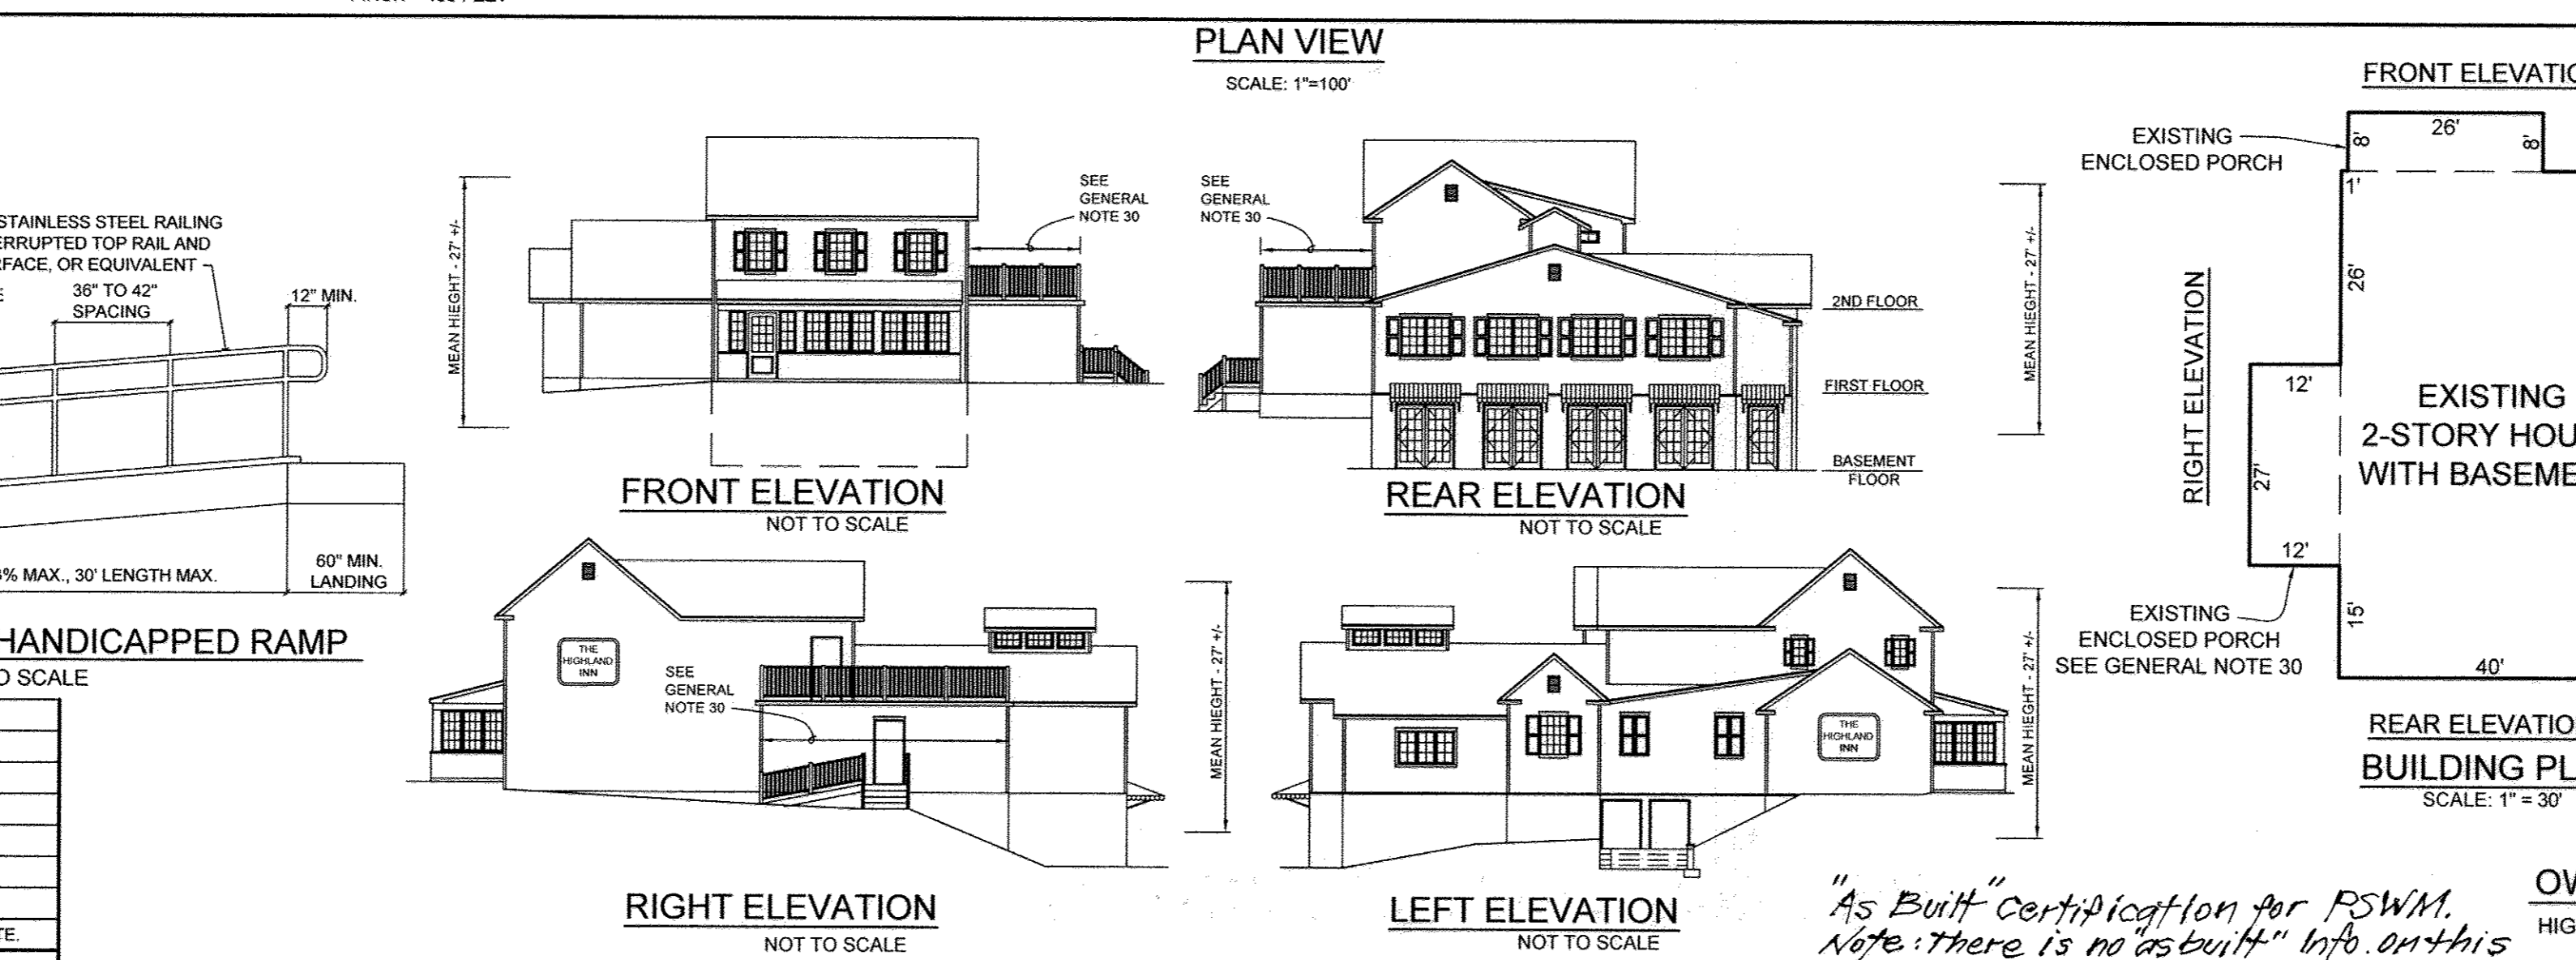 PLAN VIEW
SCALE: 1"=100'
STAINLESS STEEL RAILING
TOP RAIL AND
OR EQUIVALENT
36" TO 42"
SPACING
12" MIN.
% MAX., 30' LENGTH MAX.
60" MIN.
LANDING
HANDICAPPED RAMP
SCALE
MEAN HIEGHT - 27' +/-
SEE
GENERAL
NOTE 30
FRONT ELEVATION
NOT TO SCALE
SEE
GENERAL
NOTE 30
MEAN HIEGHT - 27' +/-
2ND FLOOR
FIRST FLOOR
BASEMENT
FLOOR
REAR ELEVATION
NOT TO SCALE
THE
HIGHLAND
INN
SEE
GENERAL
NOTE 30
MEAN HIEGHT - 27' +/-
RIGHT ELEVATION
NOT TO SCALE
THE
HIGHLAND
INN
MEAN HIEGHT - 27' +/-
LEFT ELEVATION
NOT TO SCALE
FRONT ELEVATIO
EXISTING
ENCLOSED PORCH
8'
26'
8'
1'
26'
RIGHT ELEVATION
12'
27'
12'
15'
40'
EXISTING
2-STORY HOU
WITH BASEME
EXISTING
ENCLOSED PORCH
SEE GENERAL NOTE 30
REAR ELEVATIO
BUILDING PL
SCALE: 1" = 30'
"As Built" Certification for PSWM.
Note: there is no "as built" Info. on this
OW
HIG
TE.